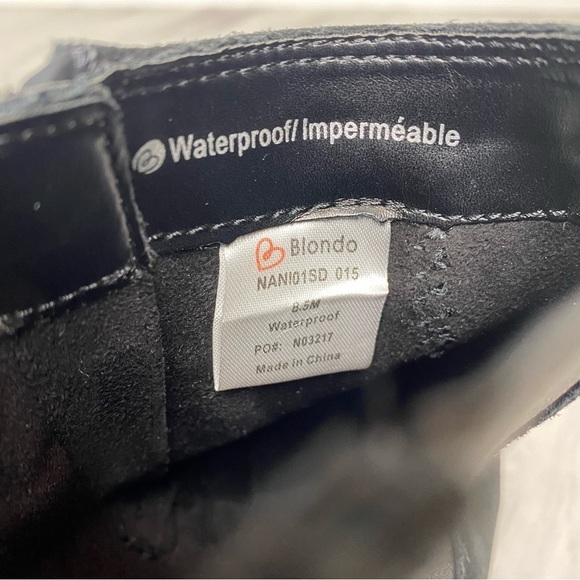 Waterproof/ Imperméable
Blondo
NANI01SD 015
8.5M
Waterproof
PO#: N03217
Made in China